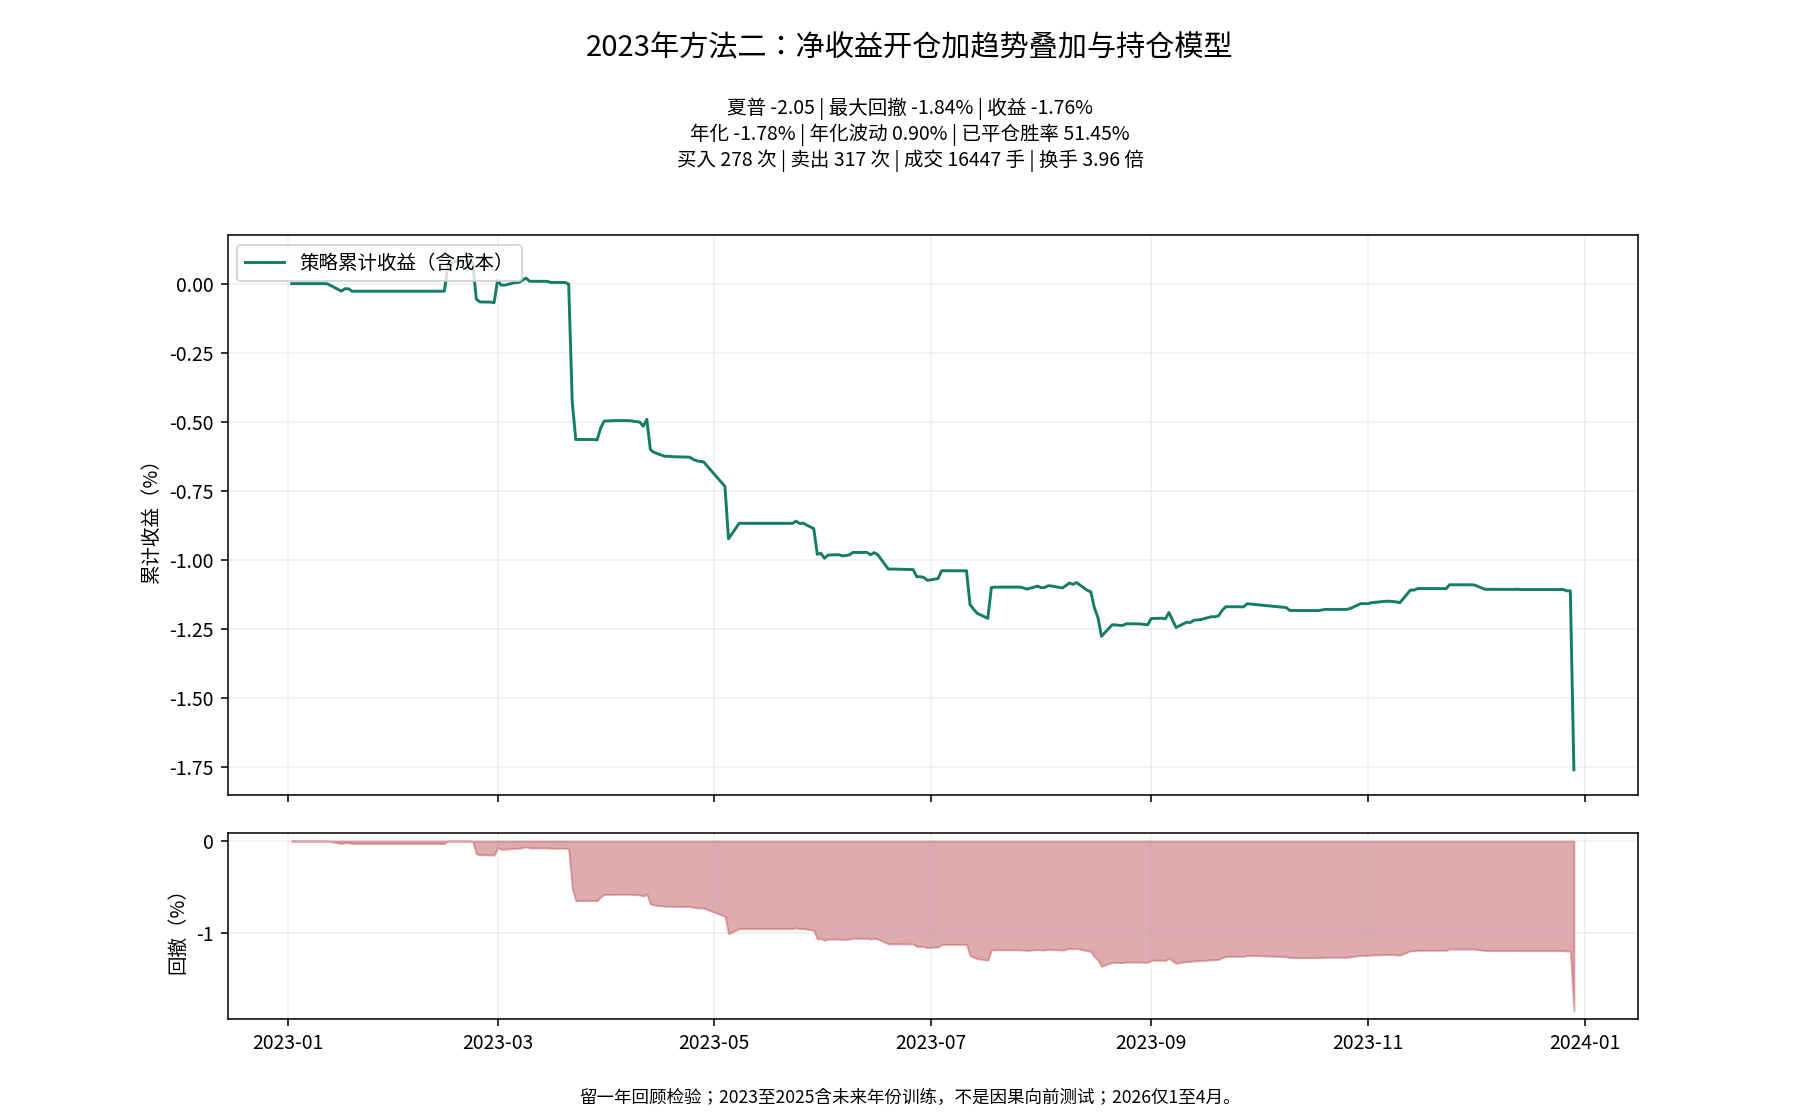 2023年方法二：净收益开仓加趋势叠加与持仓模型
夏普 -2.05 | 最大回撤 -1.84% | 收益 -1.76%
年化 -1.78% | 年化波动 0.90% | 已平仓胜率 51.45%
买入 278 次 | 卖出 317 次 | 成交 16447 手 | 换手 3.96 倍
策略累计收益（含成本）
累计收益（%）
0.00
-0.25
-0.50
-0.75
-1.00
-1.25
-1.50
-1.75
回撤（%）
0
-1
2023-01
2023-03
2023-05
2023-07
2023-09
2023-11
2024-01
留一年回顾检验；2023至2025含未来年份训练，不是因果向前测试；2026仅1至4月。